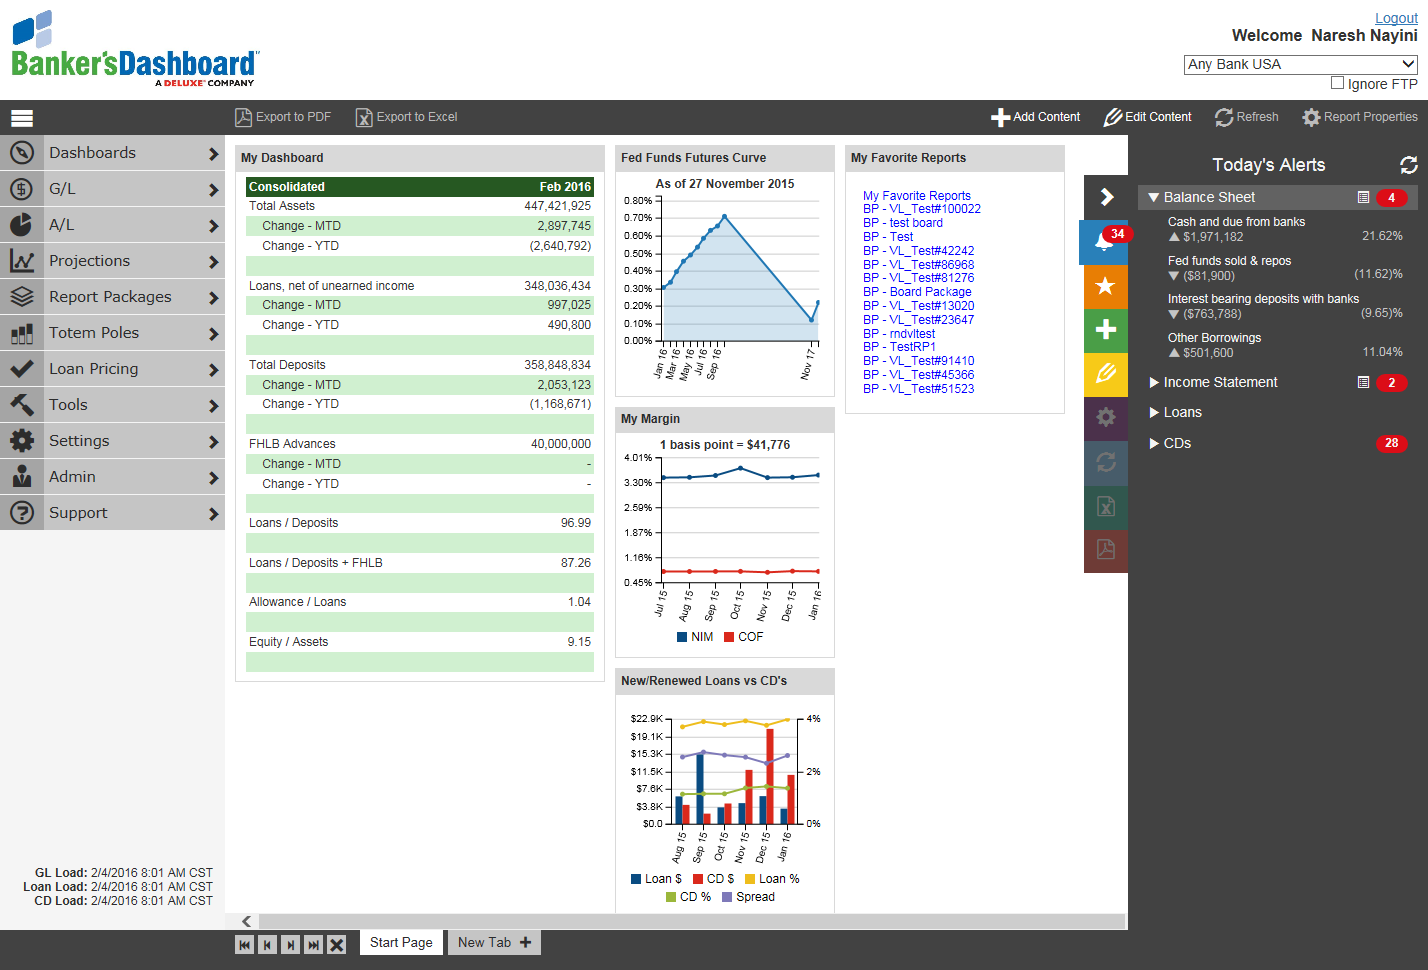 Logout
Banker'sDashboard
A DELUXE COMPANY
Welcome Naresh Nayini
Any Bank USA
Ignore FTP
Export to PDF
Export to Excel
Add Content
Edit Content
Refresh
Report Properties
Dashboards
G/L
A/L
Projections
Report Packages
Totem Poles
Loan Pricing
Tools
Settings
Admin
Support
GL Load: 2/4/2016 8:01 AM CST
Loan Load: 2/4/2016 8:01 AM CST
CD Load: 2/4/2016 8:01 AM CST
My Dashboard
Consolidated Feb 2016
Total Assets 447,421,925
Change - MTD 2,897,745
Change - YTD (2,640,792)
Loans, net of unearned income 348,036,434
Change - MTD 997,025
Change - YTD 490,800
Total Deposits 358,848,834
Change - MTD 2,053,123
Change - YTD (1,168,671)
FHLB Advances 40,000,000
Change - MTD -
Change - YTD -
Loans / Deposits 96.99
Loans / Deposits + FHLB 87.26
Allowance / Loans 1.04
Equity / Assets 9.15
Fed Funds Futures Curve
As of 27 November 2015
0.80%
0.70%
0.60%
0.50%
0.40%
0.30%
0.20%
0.10%
0.00%
Jan 16
Mar 16
May 16
Jul 16
Sep 16
Nov 17
My Margin
1 basis point = $41,776
4.01%
3.30%
2.59%
1.87%
1.16%
0.45%
Jul 15
Aug 15
Sep 15
Oct 15
Nov 15
Dec 15
Jan 16
NIM COF
New/Renewed Loans vs CD's
$22.9K 4%
$19.1K
$15.3K
$11.5K 2%
$7.6K
$3.8K
$0.0 0%
Aug 15
Sep 15
Oct 15
Nov 15
Dec 15
Jan 16
Loan $ CD $ Loan %
CD % Spread
My Favorite Reports
My Favorite Reports
BP - VL_Test#100022
BP - test board
BP - Test
BP - VL_Test#42242
BP - VL_Test#86968
BP - VL_Test#81276
BP - Board Package
BP - VL_Test#13020
BP - VL_Test#23647
BP - rndvltest
BP - TestRP1
BP - VL_Test#91410
BP - VL_Test#45366
BP - VL_Test#51523
34
Today's Alerts
Balance Sheet 4
Cash and due from banks
$1,971,182 21.62%
Fed funds sold & repos
($81,900) (11.62)%
Interest bearing deposits with banks
($763,788) (9.65)%
Other Borrowings
$501,600 11.04%
Income Statement 2
Loans
CDs 28
Start Page
New Tab